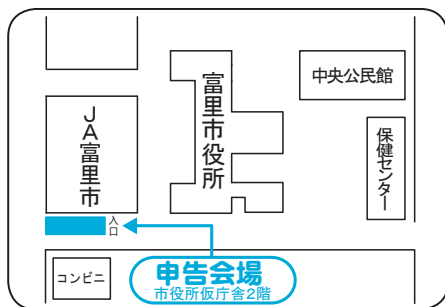 中央公民館
富里市役所
JA富里市
保健センター
入口
コンビニ
申告会場
市役所仮庁舎2階